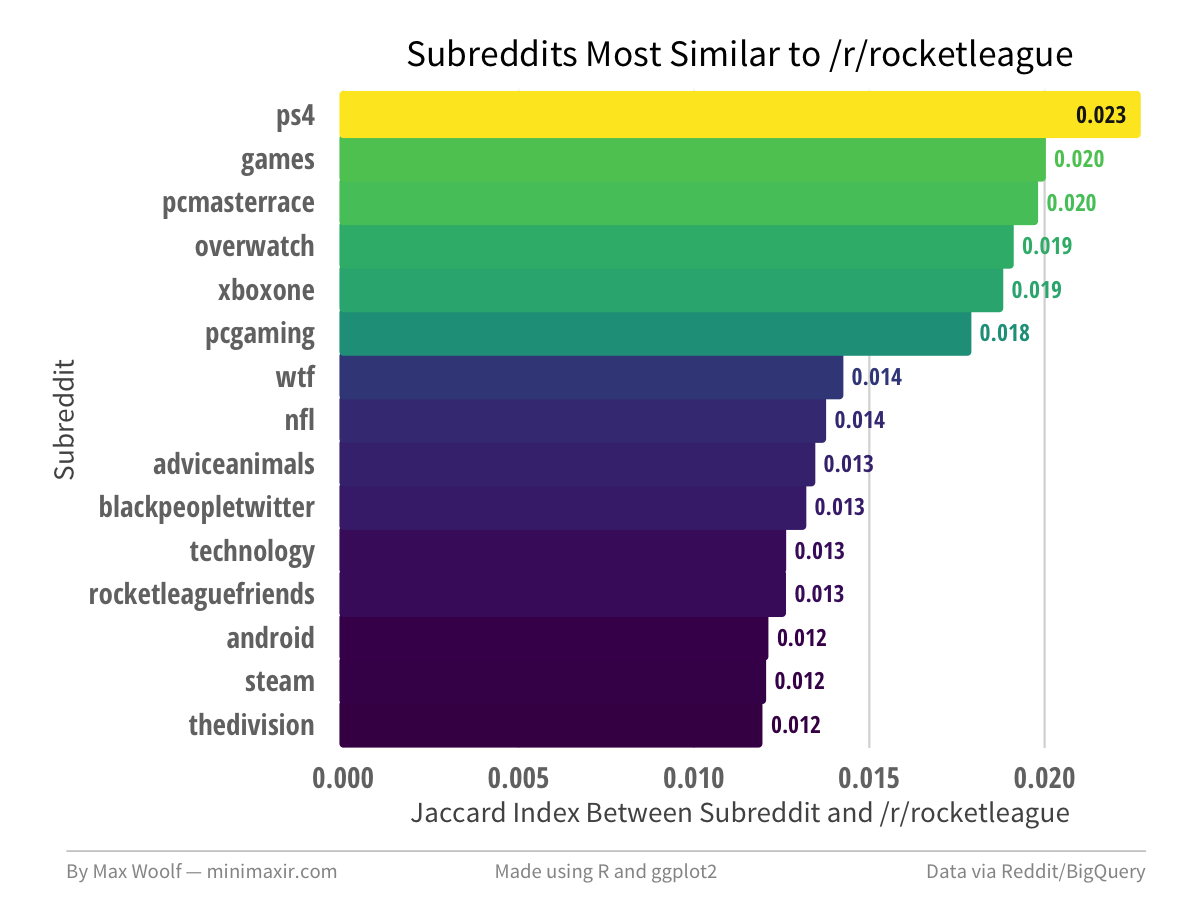 Subreddits Most Similar to /r/rocketleague
ps4 0.023
games 0.020
pcmasterrace 0.020
overwatch 0.019
xboxone 0.019
pcgaming 0.018
wtf 0.014
nfl 0.014
adviceanimals 0.013
blackpeopletwitter 0.013
technology 0.013
rocketleaguefriends 0.013
android 0.012
steam 0.012
thedivision 0.012
Subreddit
0.000 0.005 0.010 0.015 0.020
Jaccard Index Between Subreddit and /r/rocketleague
By Max Woolf — minimaxir.com Made using R and ggplot2 Data via Reddit/BigQuery